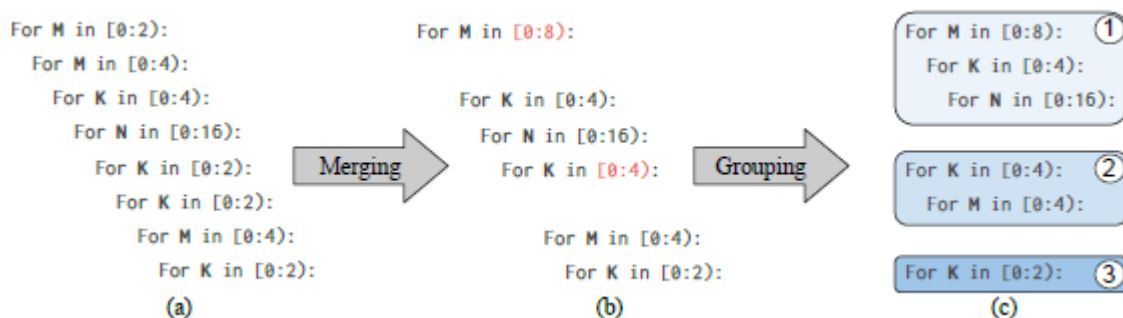 For M in [0:2):
For M in [0:4):
For K in [0:4):
For N in [0:16):
For K in [0:2):
For K in [0:2):
For M in [0:4):
For K in [0:2):
(a)
Merging
For M in [0:8):
For K in [0:4):
For N in [0:16):
For K in [0:4):
For M in [0:4):
For K in [0:2):
(b)
Grouping
For M in [0:8): 1
For K in [0:4):
For N in [0:16):
For K in [0:4): 2
For M in [0:4):
For K in [0:2): 3
(c)